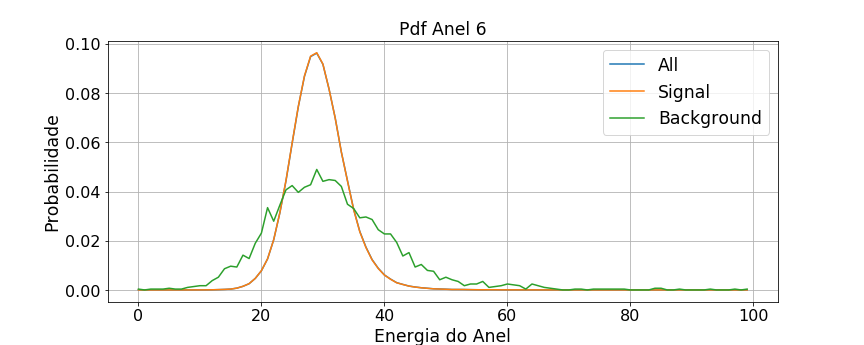 Pdf Anel 6
0.10
0.08
0.06
0.04
0.02
0.00
Probabilidade
All
Signal
Background
0 20 40 60 80 100
Energia do Anel